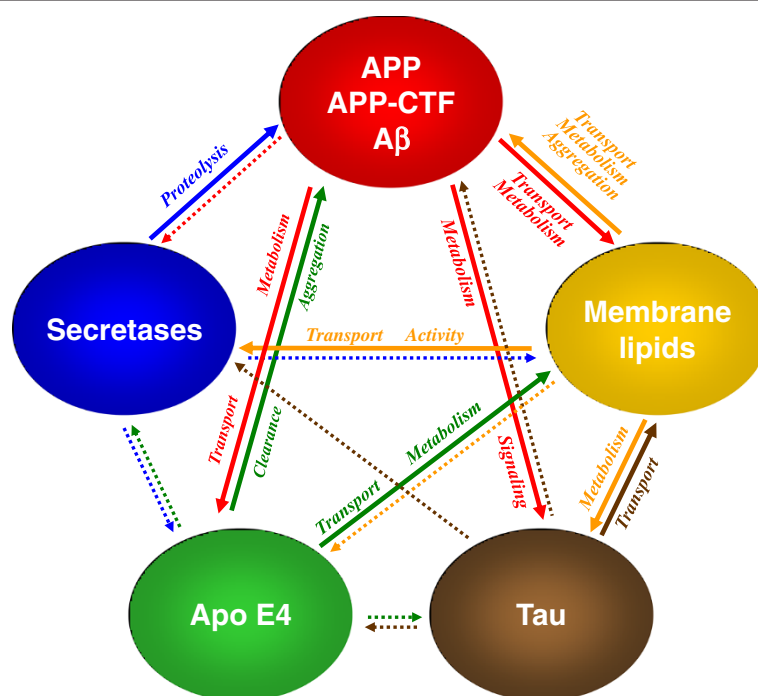 APP
APP-CTF
Aβ
Proteolysis
Transport
Metabolism
Aggregation
Transport
Metabolism
Metabolism
Aggregation
Metabolism
Secretases
Membrane
lipids
Transport Activity
Transport
Clearance
Transport
Metabolism
Signaling
Metabolism
Transport
Apo E4
Tau